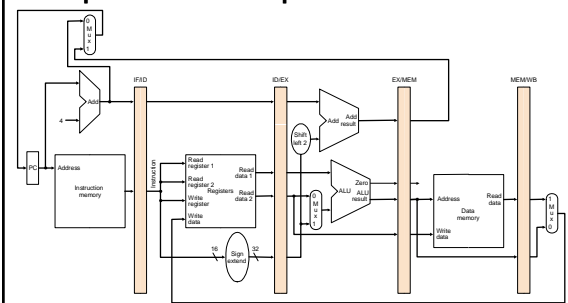 0
M
u
x
1
IF/ID
ID/EX
EX/MEM
MEM/WB
Add
4
Add
Add
result
Shift
left 2
PC
Address
Instruction
memory
Instruction
Read
register 1
Read
register 2
Registers
Write
register
Write
data
Read
data 1
Read
data 2
0
M
u
x
1
Zero
ALU
ALU
result
Address
Data
memory
Write
data
Read
data
1
M
u
x
0
16
Sign
extend
32